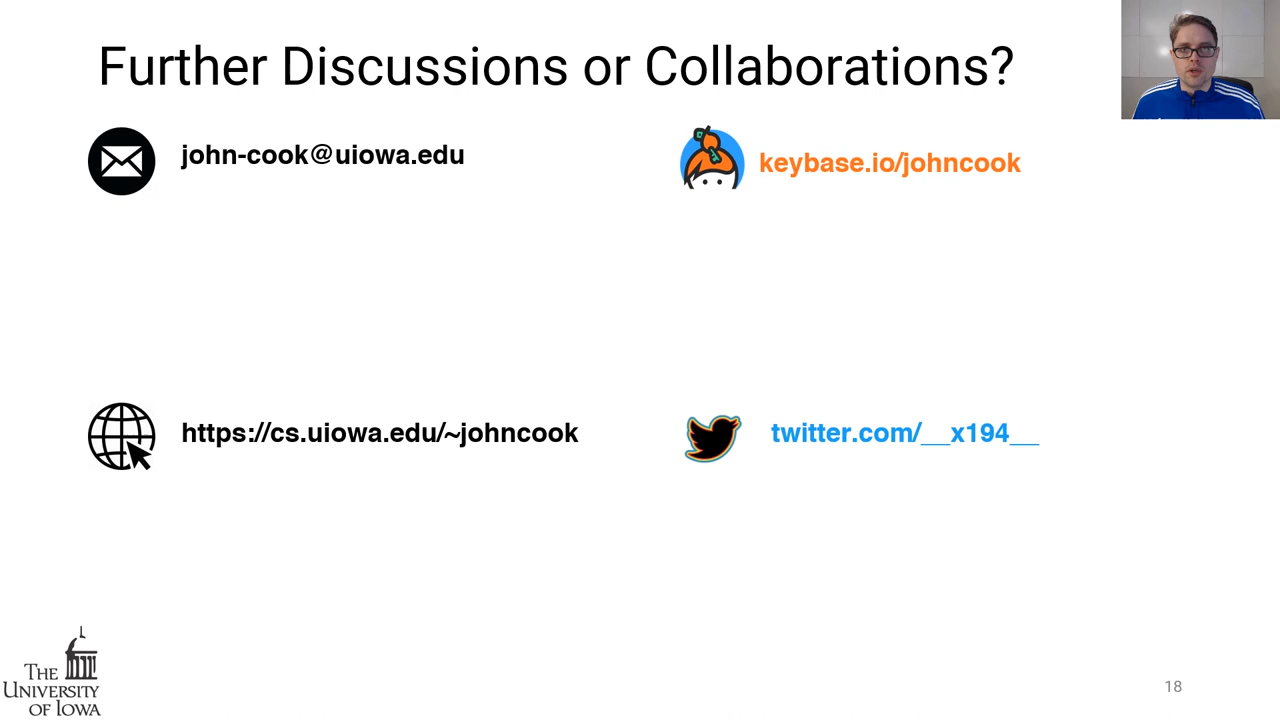 Further Discussions or Collaborations?
john-cook@uiowa.edu
keybase.io/johncook
https://cs.uiowa.edu/~johncook
twitter.com/__x194__
THE
UNIVERSITY
OF IOWA
18